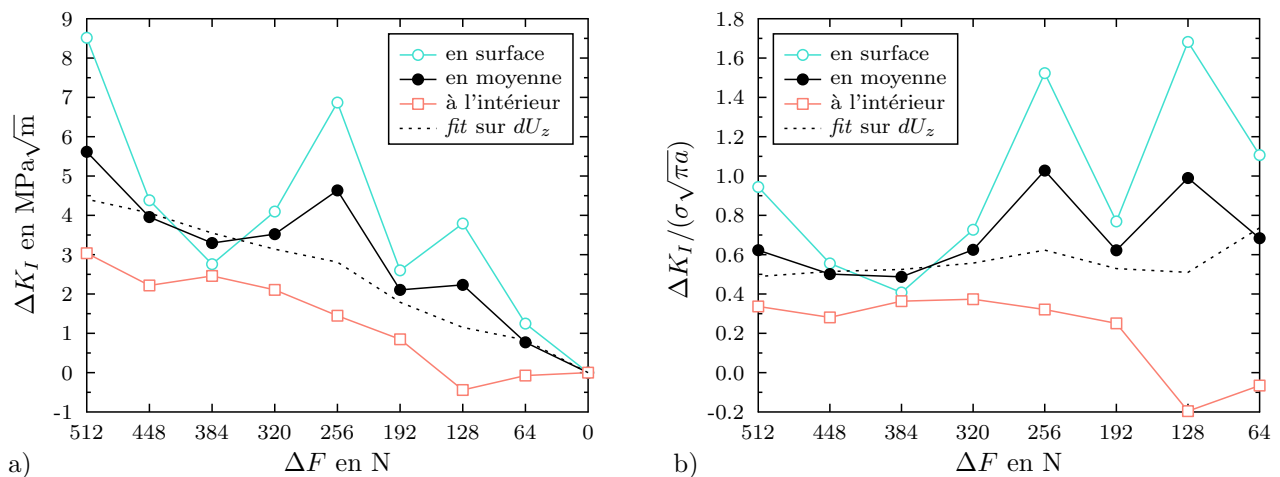 9
8
7
6
5
4
3
2
1
0
-1
ΔK_I en MPa√m
en surface
en moyenne
à l'intérieur
fit sur dU_z
512 448 384 320 256 192 128 64 0
ΔF en N
a)
1.8
1.6
1.4
1.2
1.0
0.8
0.6
0.4
0.2
0.0
-0.2
ΔK_I/(σ√πa)
en surface
en moyenne
à l'intérieur
fit sur dU_z
512 448 384 320 256 192 128 64
ΔF en N
b)